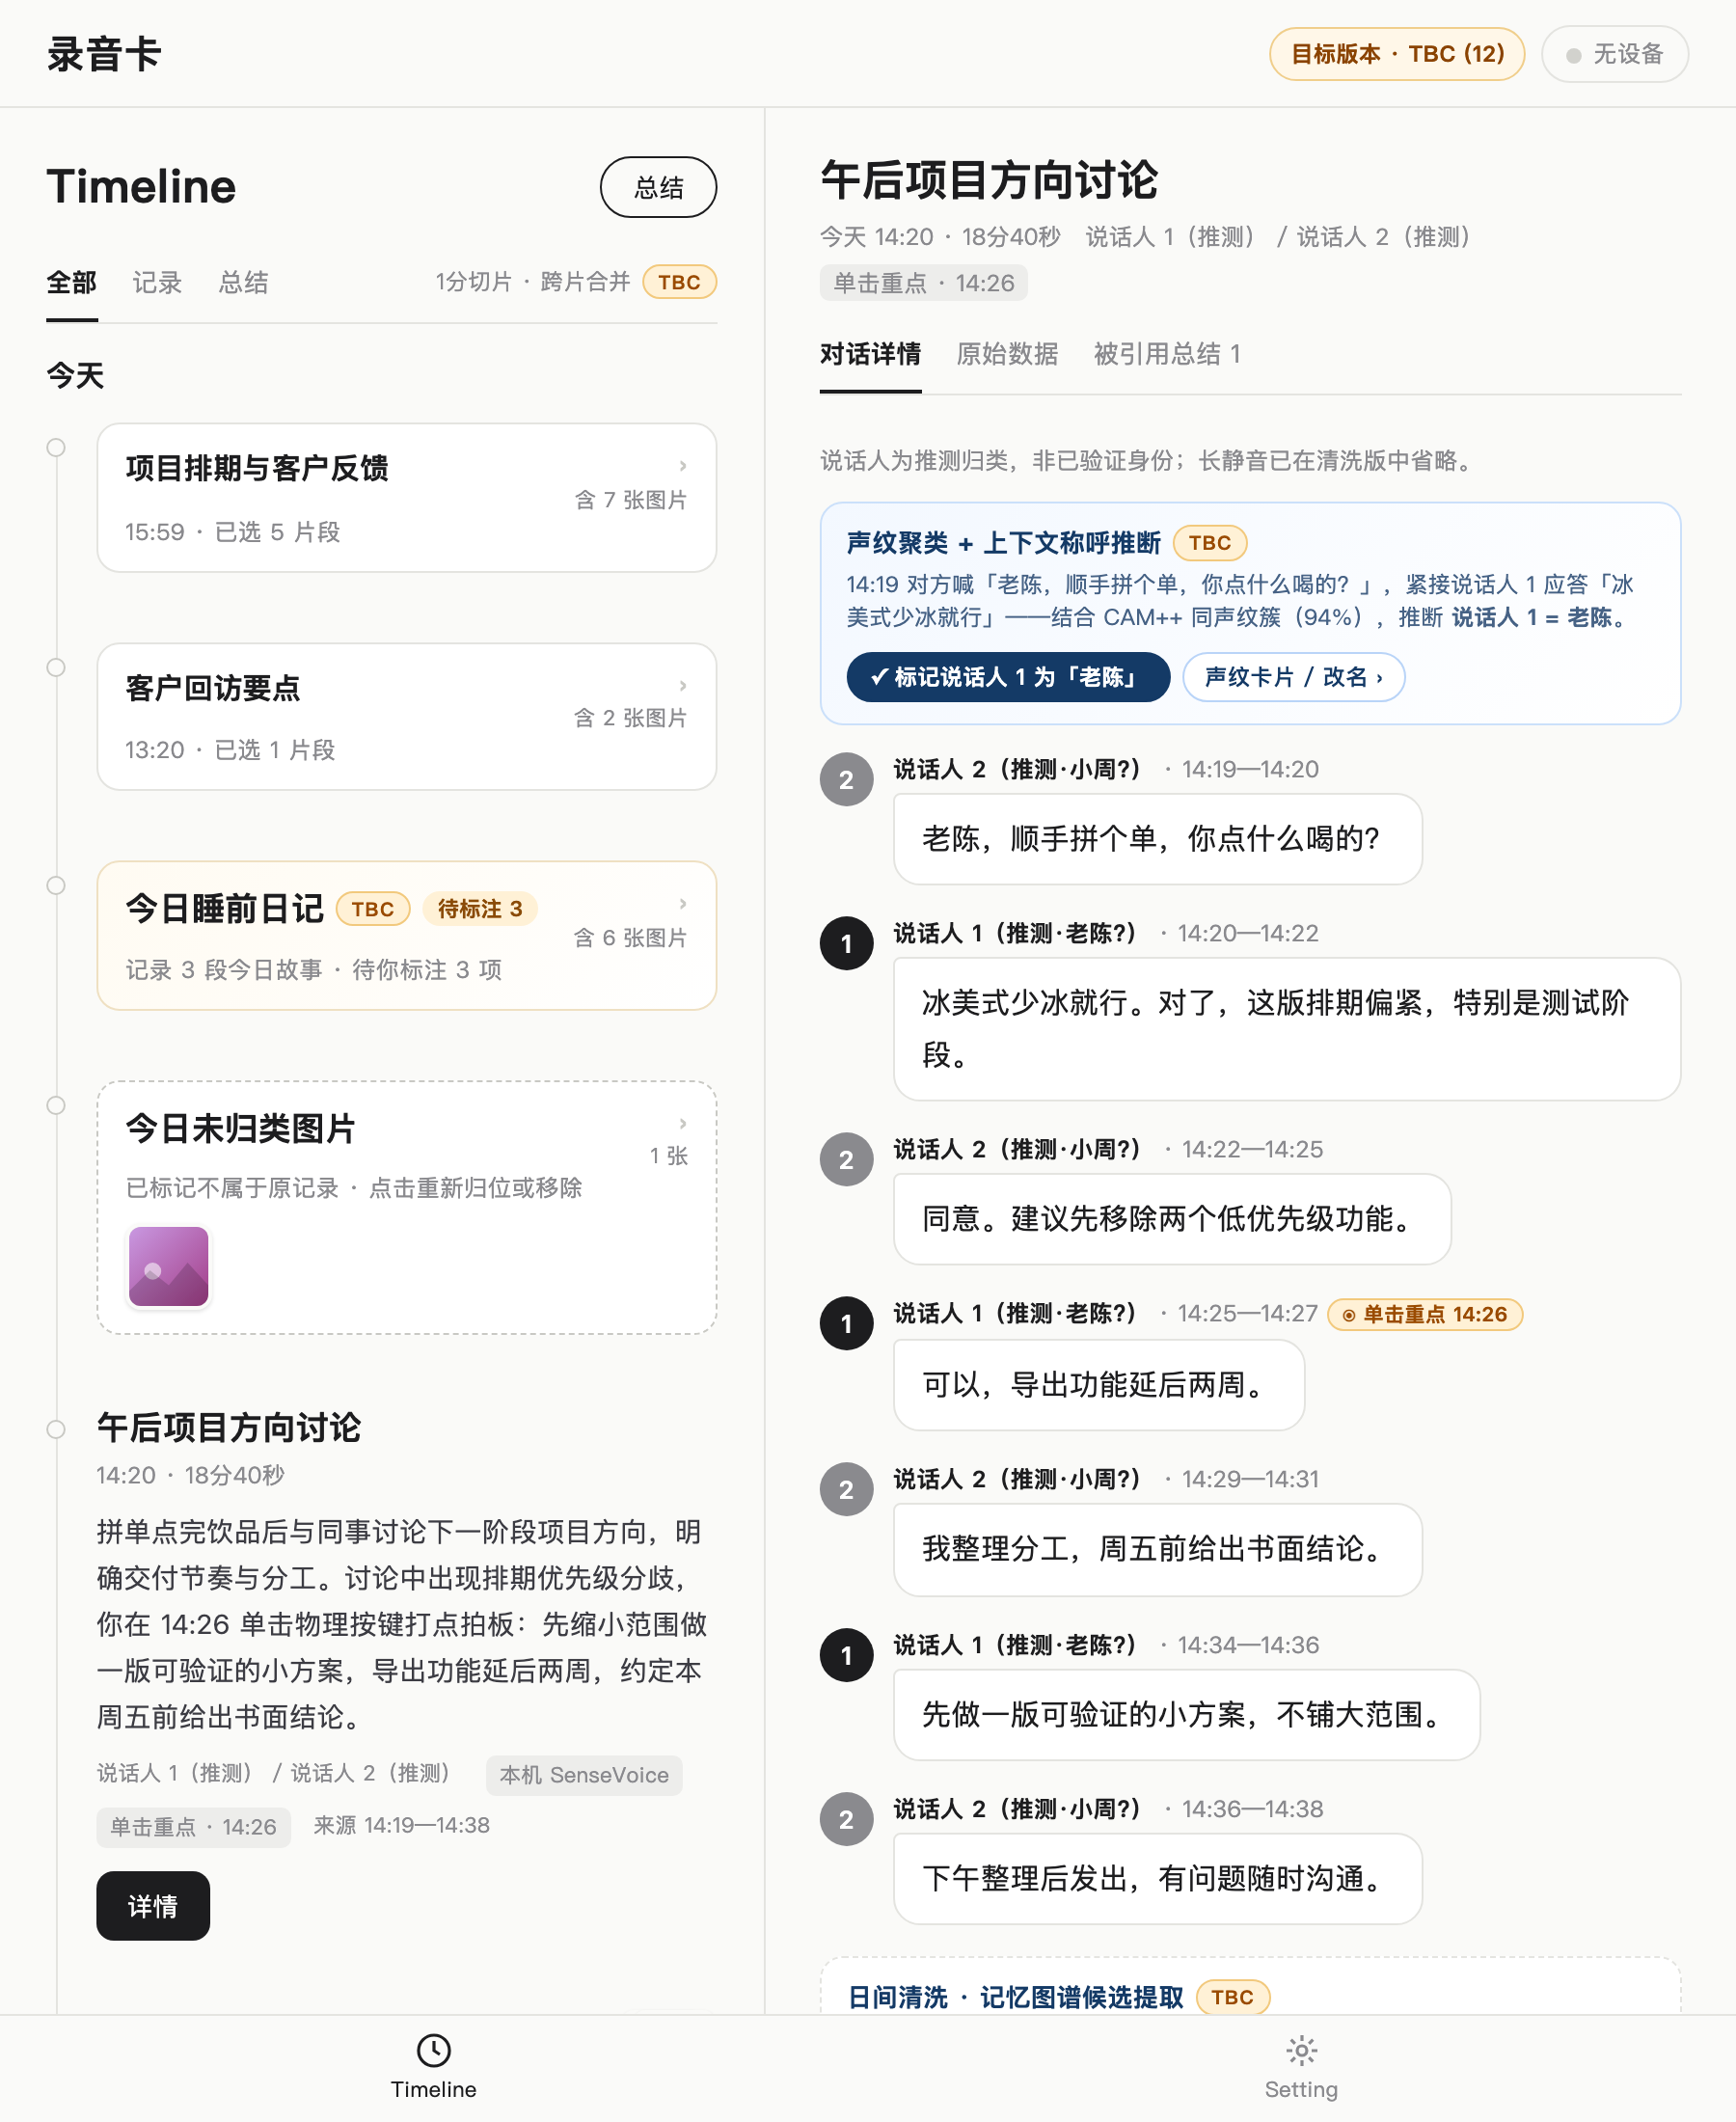 录音卡
目标版本 · TBC (12)
无设备
Timeline
总结
全部 记录 总结 1分切片 · 跨片合并 TBC
今天
项目排期与客户反馈
含 7 张图片
15:59 · 已选 5 片段
客户回访要点
含 2 张图片
13:20 · 已选 1 片段
今日睡前日记 TBC 待标注 3
含 6 张图片
记录 3 段今日故事 · 待你标注 3 项
今日未归类图片
1 张
已标记不属于原记录 · 点击重新归位或移除
午后项目方向讨论
14:20 · 18分40秒
拼单点完饮品后与同事讨论下一阶段项目方向，明
确交付节奏与分工。讨论中出现排期优先级分歧，
你在 14:26 单击物理按键打点拍板：先缩小范围做
一版可验证的小方案，导出功能延后两周，约定本
周五前给出书面结论。
说话人 1（推测） / 说话人 2（推测） 本机 SenseVoice
单击重点 · 14:26 来源 14:19—14:38
详情
午后项目方向讨论
今天 14:20 · 18分40秒 说话人 1（推测） / 说话人 2（推测）
单击重点 · 14:26
对话详情 原始数据 被引用总结 1
说话人为推测归类，非已验证身份；长静音已在清洗版中省略。
声纹聚类 + 上下文称呼推断 TBC
14:19 对方喊「老陈，顺手拼个单，你点什么喝的？」，紧接说话人 1 应答「冰
美式少冰就行」——结合 CAM++ 同声纹簇（94%），推断 说话人 1 = 老陈。
✓ 标记说话人 1 为「老陈」 声纹卡片 / 改名 ›
2 说话人 2（推测·小周?） · 14:19—14:20
老陈，顺手拼个单，你点什么喝的？
1 说话人 1（推测·老陈?） · 14:20—14:22
冰美式少冰就行。对了，这版排期偏紧，特别是测试阶
段。
2 说话人 2（推测·小周?） · 14:22—14:25
同意。建议先移除两个低优先级功能。
1 说话人 1（推测·老陈?） · 14:25—14:27 ◉ 单击重点 14:26
可以，导出功能延后两周。
2 说话人 2（推测·小周?） · 14:29—14:31
我整理分工，周五前给出书面结论。
1 说话人 1（推测·老陈?） · 14:34—14:36
先做一版可验证的小方案，不铺大范围。
2 说话人 2（推测·小周?） · 14:36—14:38
下午整理后发出，有问题随时沟通。
日间清洗 · 记忆图谱候选提取 TBC
Timeline
Setting